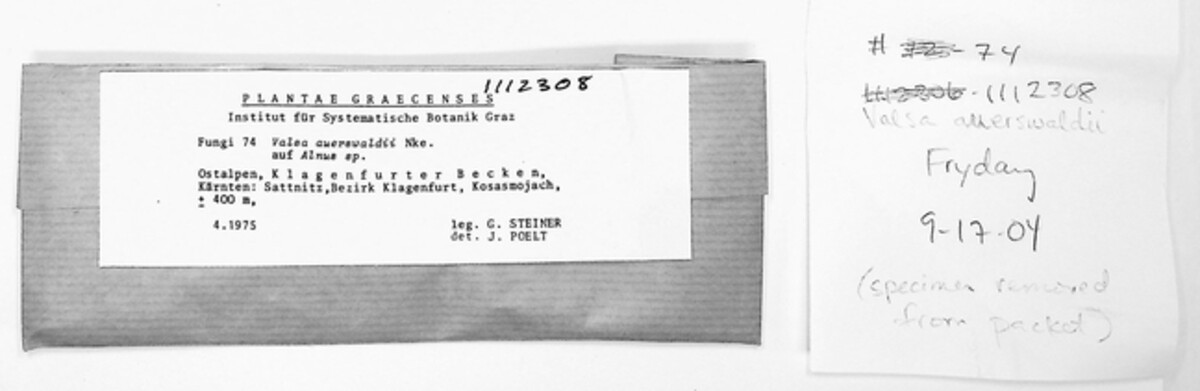 1112308
PLANTAE GRAECENSES
Institut für Systematische Botanik Graz
Fungi 74 Valsa auerswaldii Nke.
auf Alnus sp.
Ostalpen, Klagenfurter Becken,
Kärnten: Sattnitz,Bezirk Klagenfurt, Kosasmojach,
± 400 m,
4.1975 leg. G. STEINER
det. J. POELT
# - 74
- 1112308
Valsa auerswaldii
Fryday
9-17-04
(specimen removed
from packet)